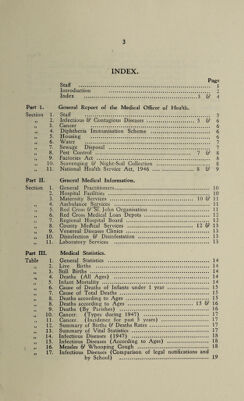 3
INDEX.
Page
Staff ... 1
Introduction ... 2
Index ... 3 & 4
Part I. General Report of the Medical Officer of Health.
Section 1. Staff ... 5
„ 2. Infectious & Contagious Diseases ... 5 & 6
„ 3. Cancer ... 6
„ 4. Diphtheria Immunisation Scheme ... 6
„ 5. Housing ... 6
„ 6. Water ... 7
„ 7. Sewage Disposal ... 7
„ 8. Pest Control ... 7 & 8
„ 9. Factories Act ... 8
„ 10. Scavenging & Night-Soil Collection ... 8
„ 11. National Health Service Act, 1946 ... 8 & 9
Part II. General Medical Information.
Section 1. General Practitioners ... 10
„ 2. Hospital Facilities ... 10
„ 3. Maternity Services ... 10 & 11
„ 4. Ambulance Services ... 11
„ 5. Red Cross & St. John Organisation ... 11
„ 6. Red Cross Medical Loan Depots ... 12
„ 7. Regional Hospital Board ... 12
„ 8. County Medical Services ... 12 & 13
„ 9. Venereal Diseases Clinics ... 13
„ 10. Disinfection & Disinfestation ... 13
„ 11. Laboratory Services ... 13
Part III. Medical Statistics.
Table 1. General Statistics ... 14
„ 2. Live Births ... 14
„ 3. Still Births ... 14
„ 4. Deaths (All Ages) ... 14
„ 5. Infant Mortality ... 14
„ 6. Cause of Deaths of Infants under 1 year ... 15
„ 7. Cause of Total Deaths ... 15
„ 8. Deaths according to Ages ... 15
„ 8. Deaths according to Ages ... 15 & 16
„ 9. Deaths (By Parishes) ... 16
„ 10. Cancer (Types during 1947) ... 17
„ 11. Cancer. (Incidence for past 5 years) ... 17
„ 12. Summary of Births & Deaths Rates ... 17
„ 13. Summary of Vital Statistics ... 17
„ 14. Infectious Diseases (1947) ... 18
„ 15. Infectious Diseases (According to Ages) ... 18
„ 16. Measles & Whooping Cough ... 18
„ 17. Infectious Diseases (Comparison of legal notifications and
by School) ... 19